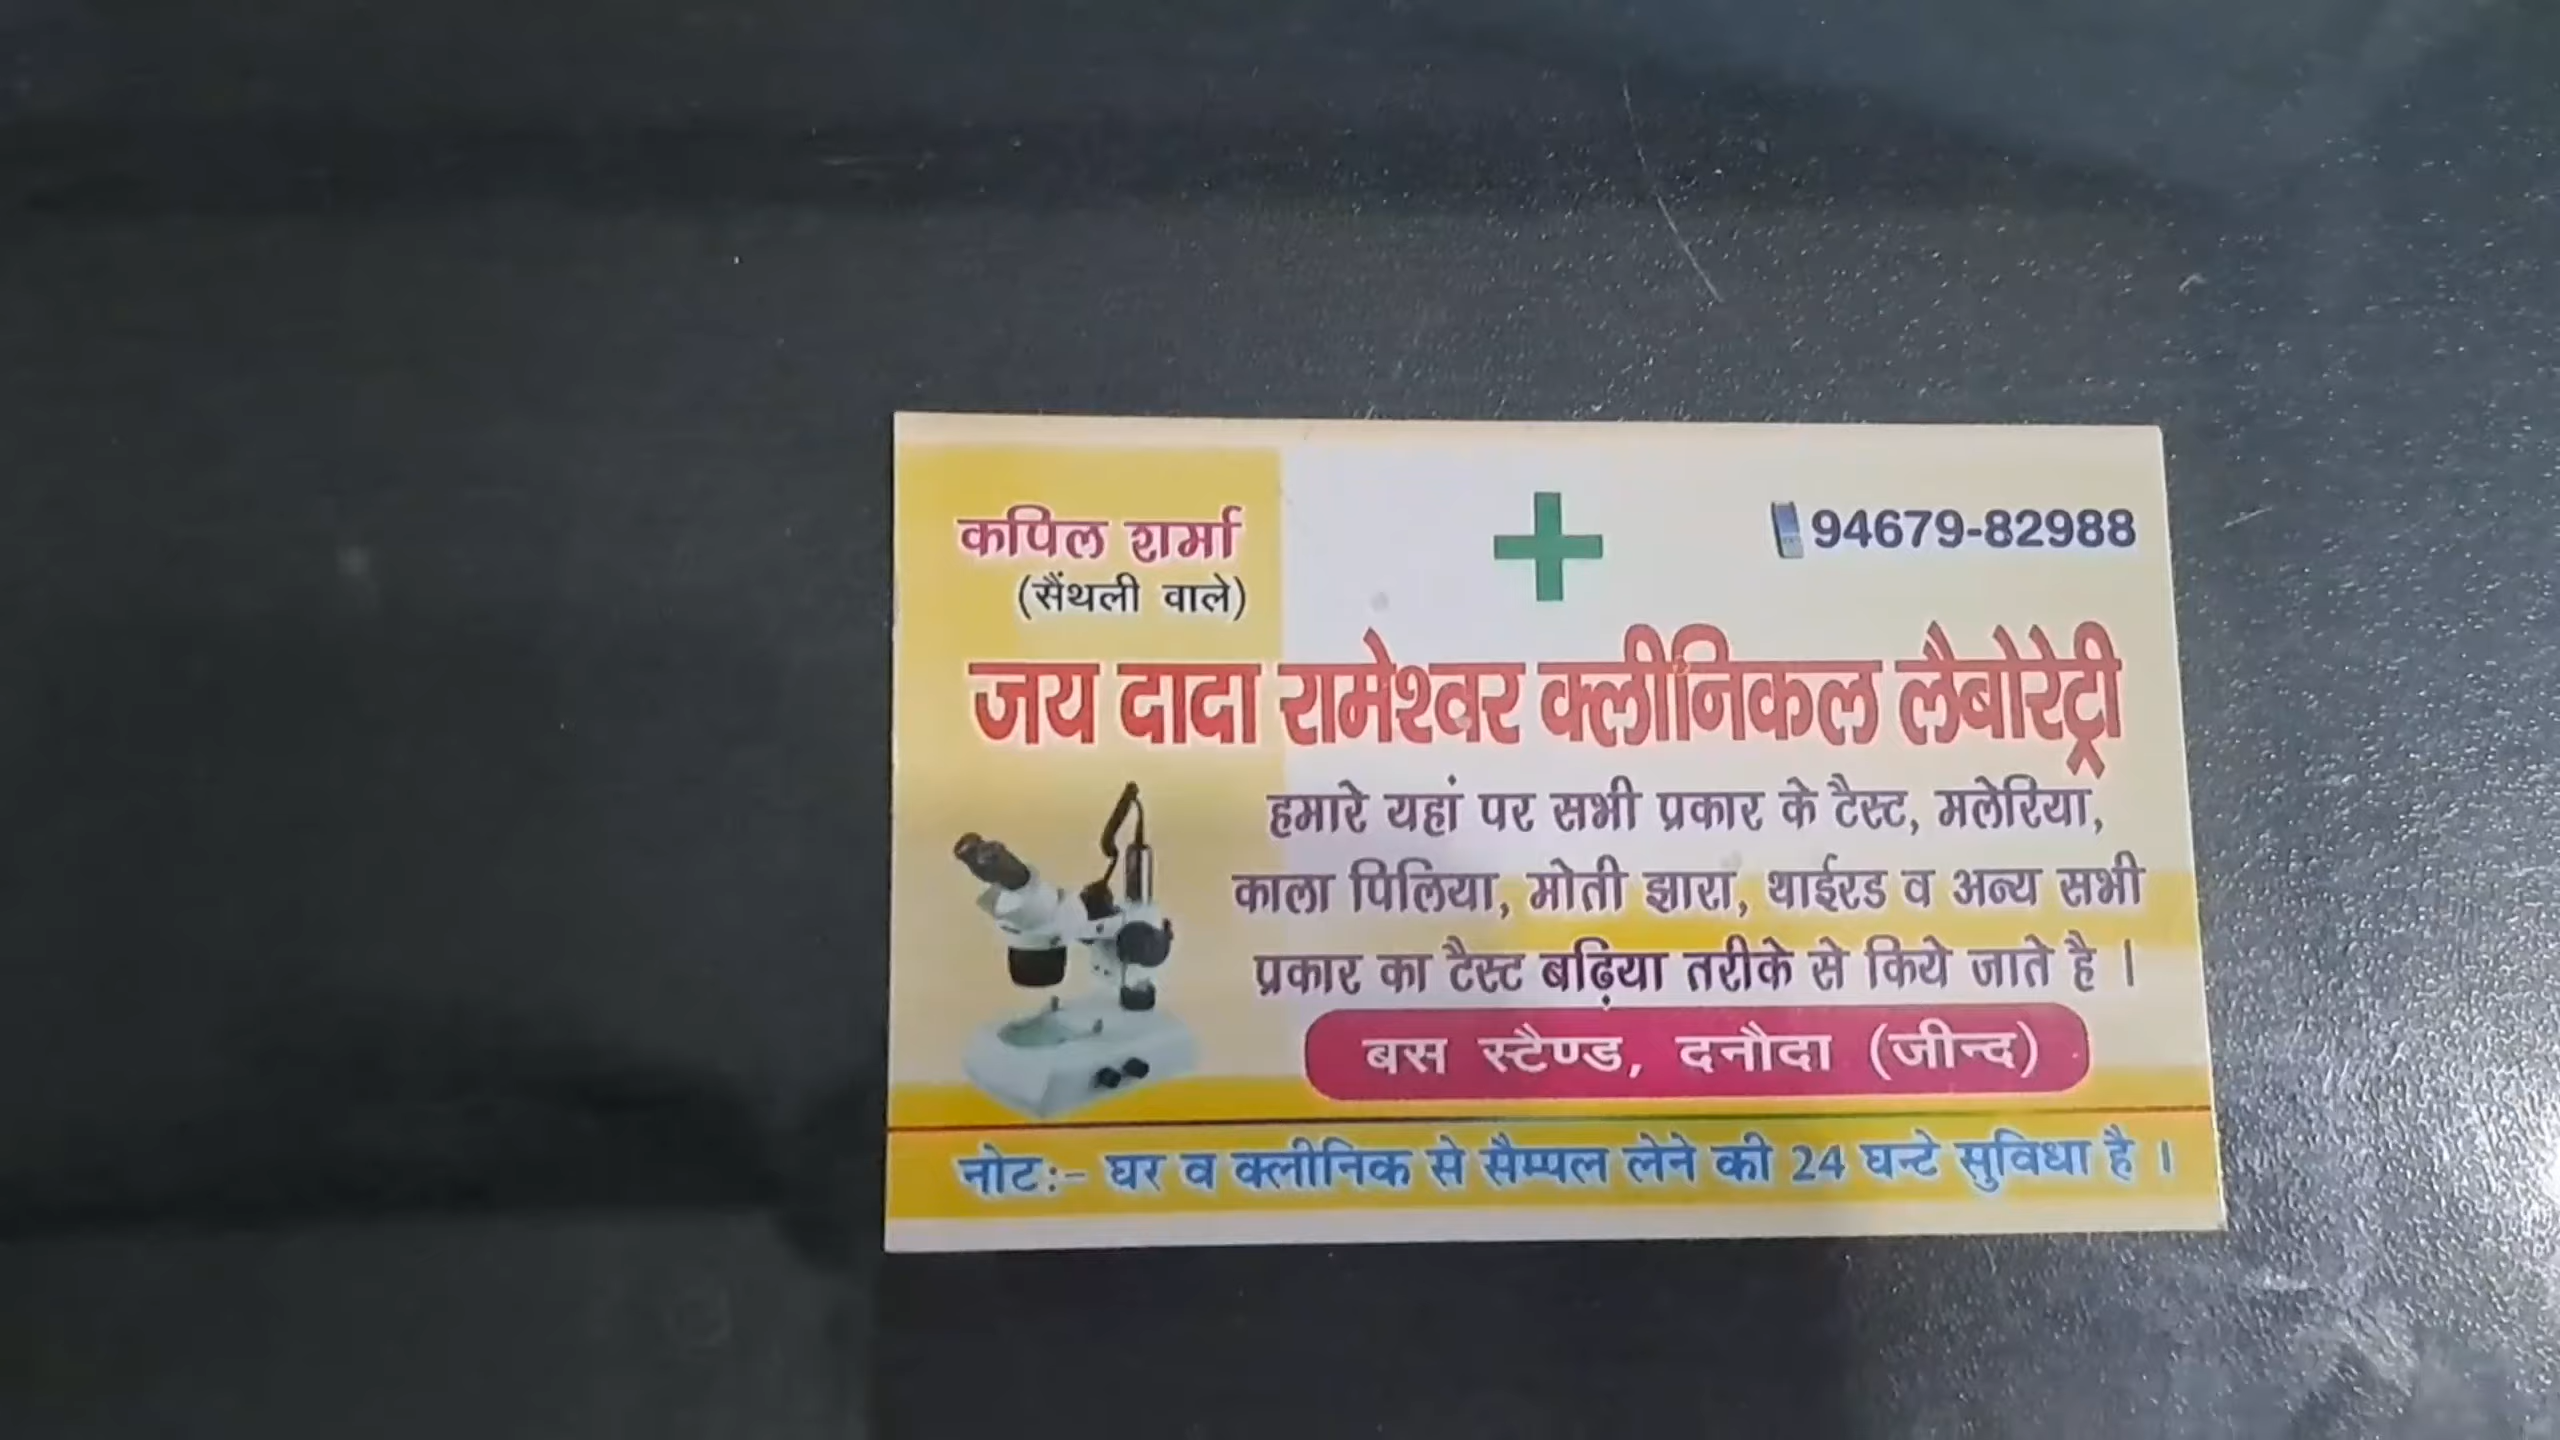 कपिल शर्मा
(सैंथली वाले)
94679-82988
जय दादा रामेश्वर क्लीनिकल लैबोरेट्री
हमारे यहां पर सभी प्रकार के टैस्ट, मलेरिया,
काला पिलिया, मोती झारा, थाईरड व अन्य सभी
प्रकार का टैस्ट बढ़िया तरीके से किये जाते है ।
बस स्टैण्ड, दनौदा (जीन्द)
नोट:- घर व क्लीनिक से सैम्पल लेने की 24 घन्टे सुविधा है ।